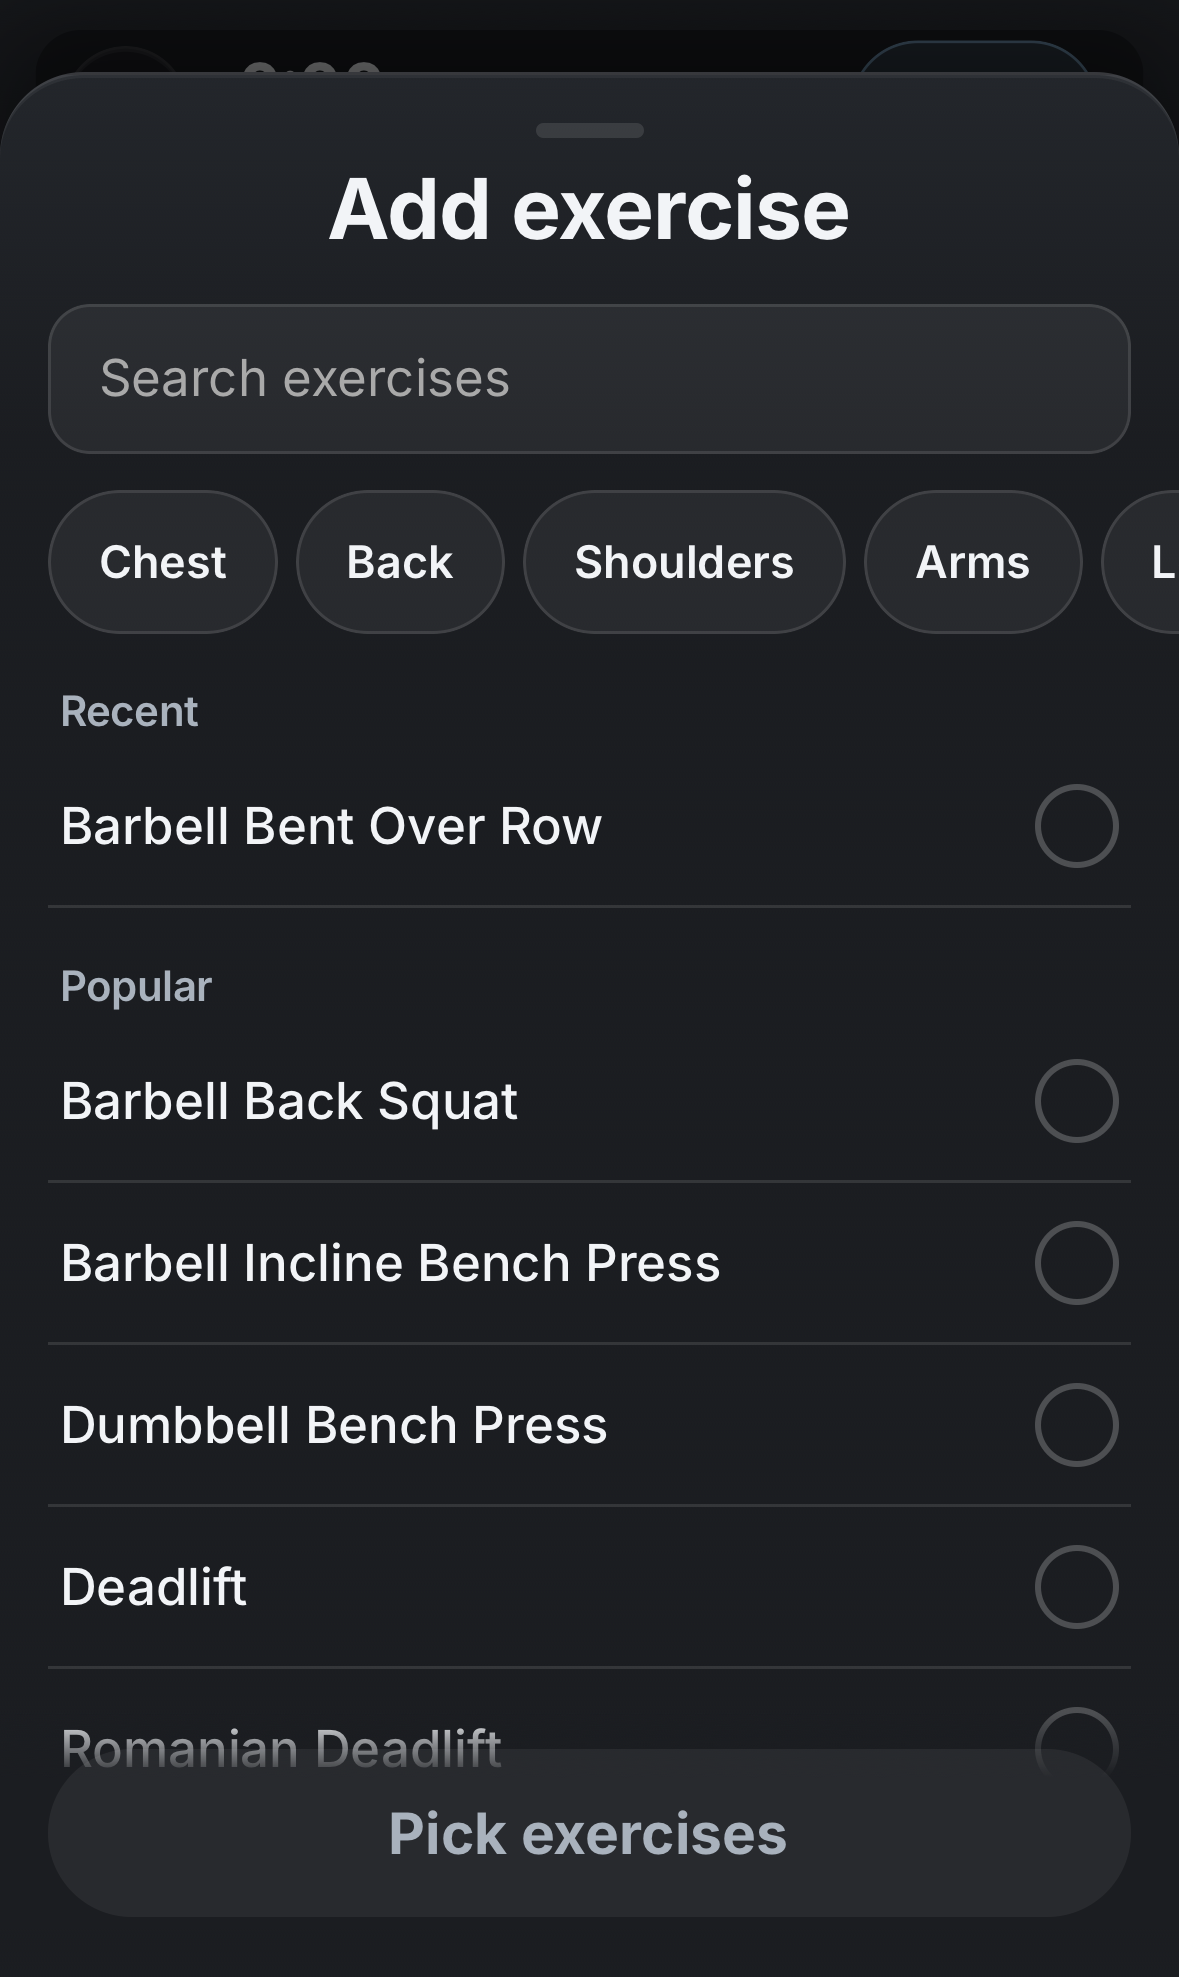 Add exercise
Search exercises
Chest Back Shoulders Arms L
Recent
Barbell Bent Over Row
Popular
Barbell Back Squat
Barbell Incline Bench Press
Dumbbell Bench Press
Deadlift
Romanian Deadlift
Pick exercises